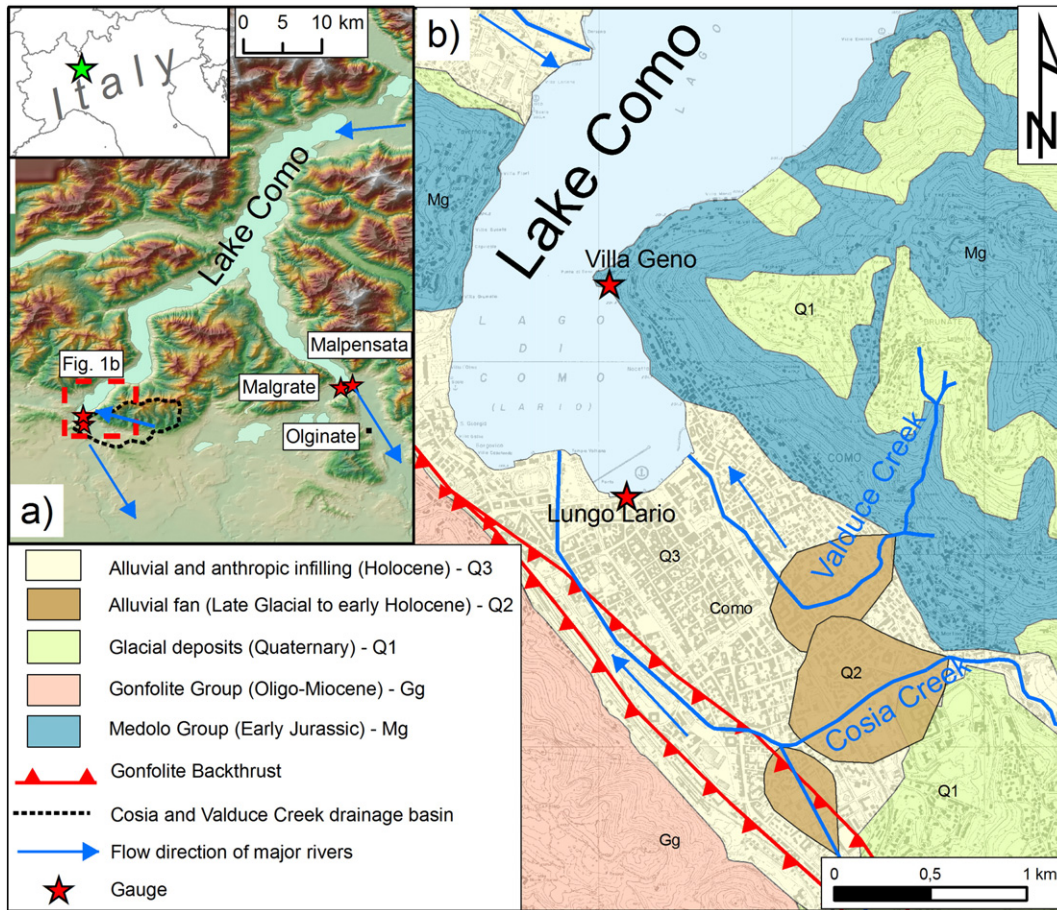 Italy
0 5 10 km
Lake Como
Fig. 1b
Malpensata
Malgrate
Olginate
a)
b)
N
Lake Como
Mg
Villa Geno
Mg
Q1
BRUNATE
LAGO
DI
COMO
(LARIO)
COMO
Valduce Creek
Lungo Lario
Q3
Como
Q2
Cosia Creek
Q1
Gg
0 0,5 1 km
Alluvial and anthropic infilling (Holocene) - Q3
Alluvial fan (Late Glacial to early Holocene) - Q2
Glacial deposits (Quaternary) - Q1
Gonfolite Group (Oligo-Miocene) - Gg
Medolo Group (Early Jurassic) - Mg
Gonfolite Backthrust
Cosia and Valduce Creek drainage basin
Flow direction of major rivers
Gauge